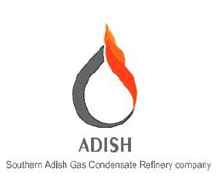 ADISH
Southern Adish Gas Condensate Refinery company